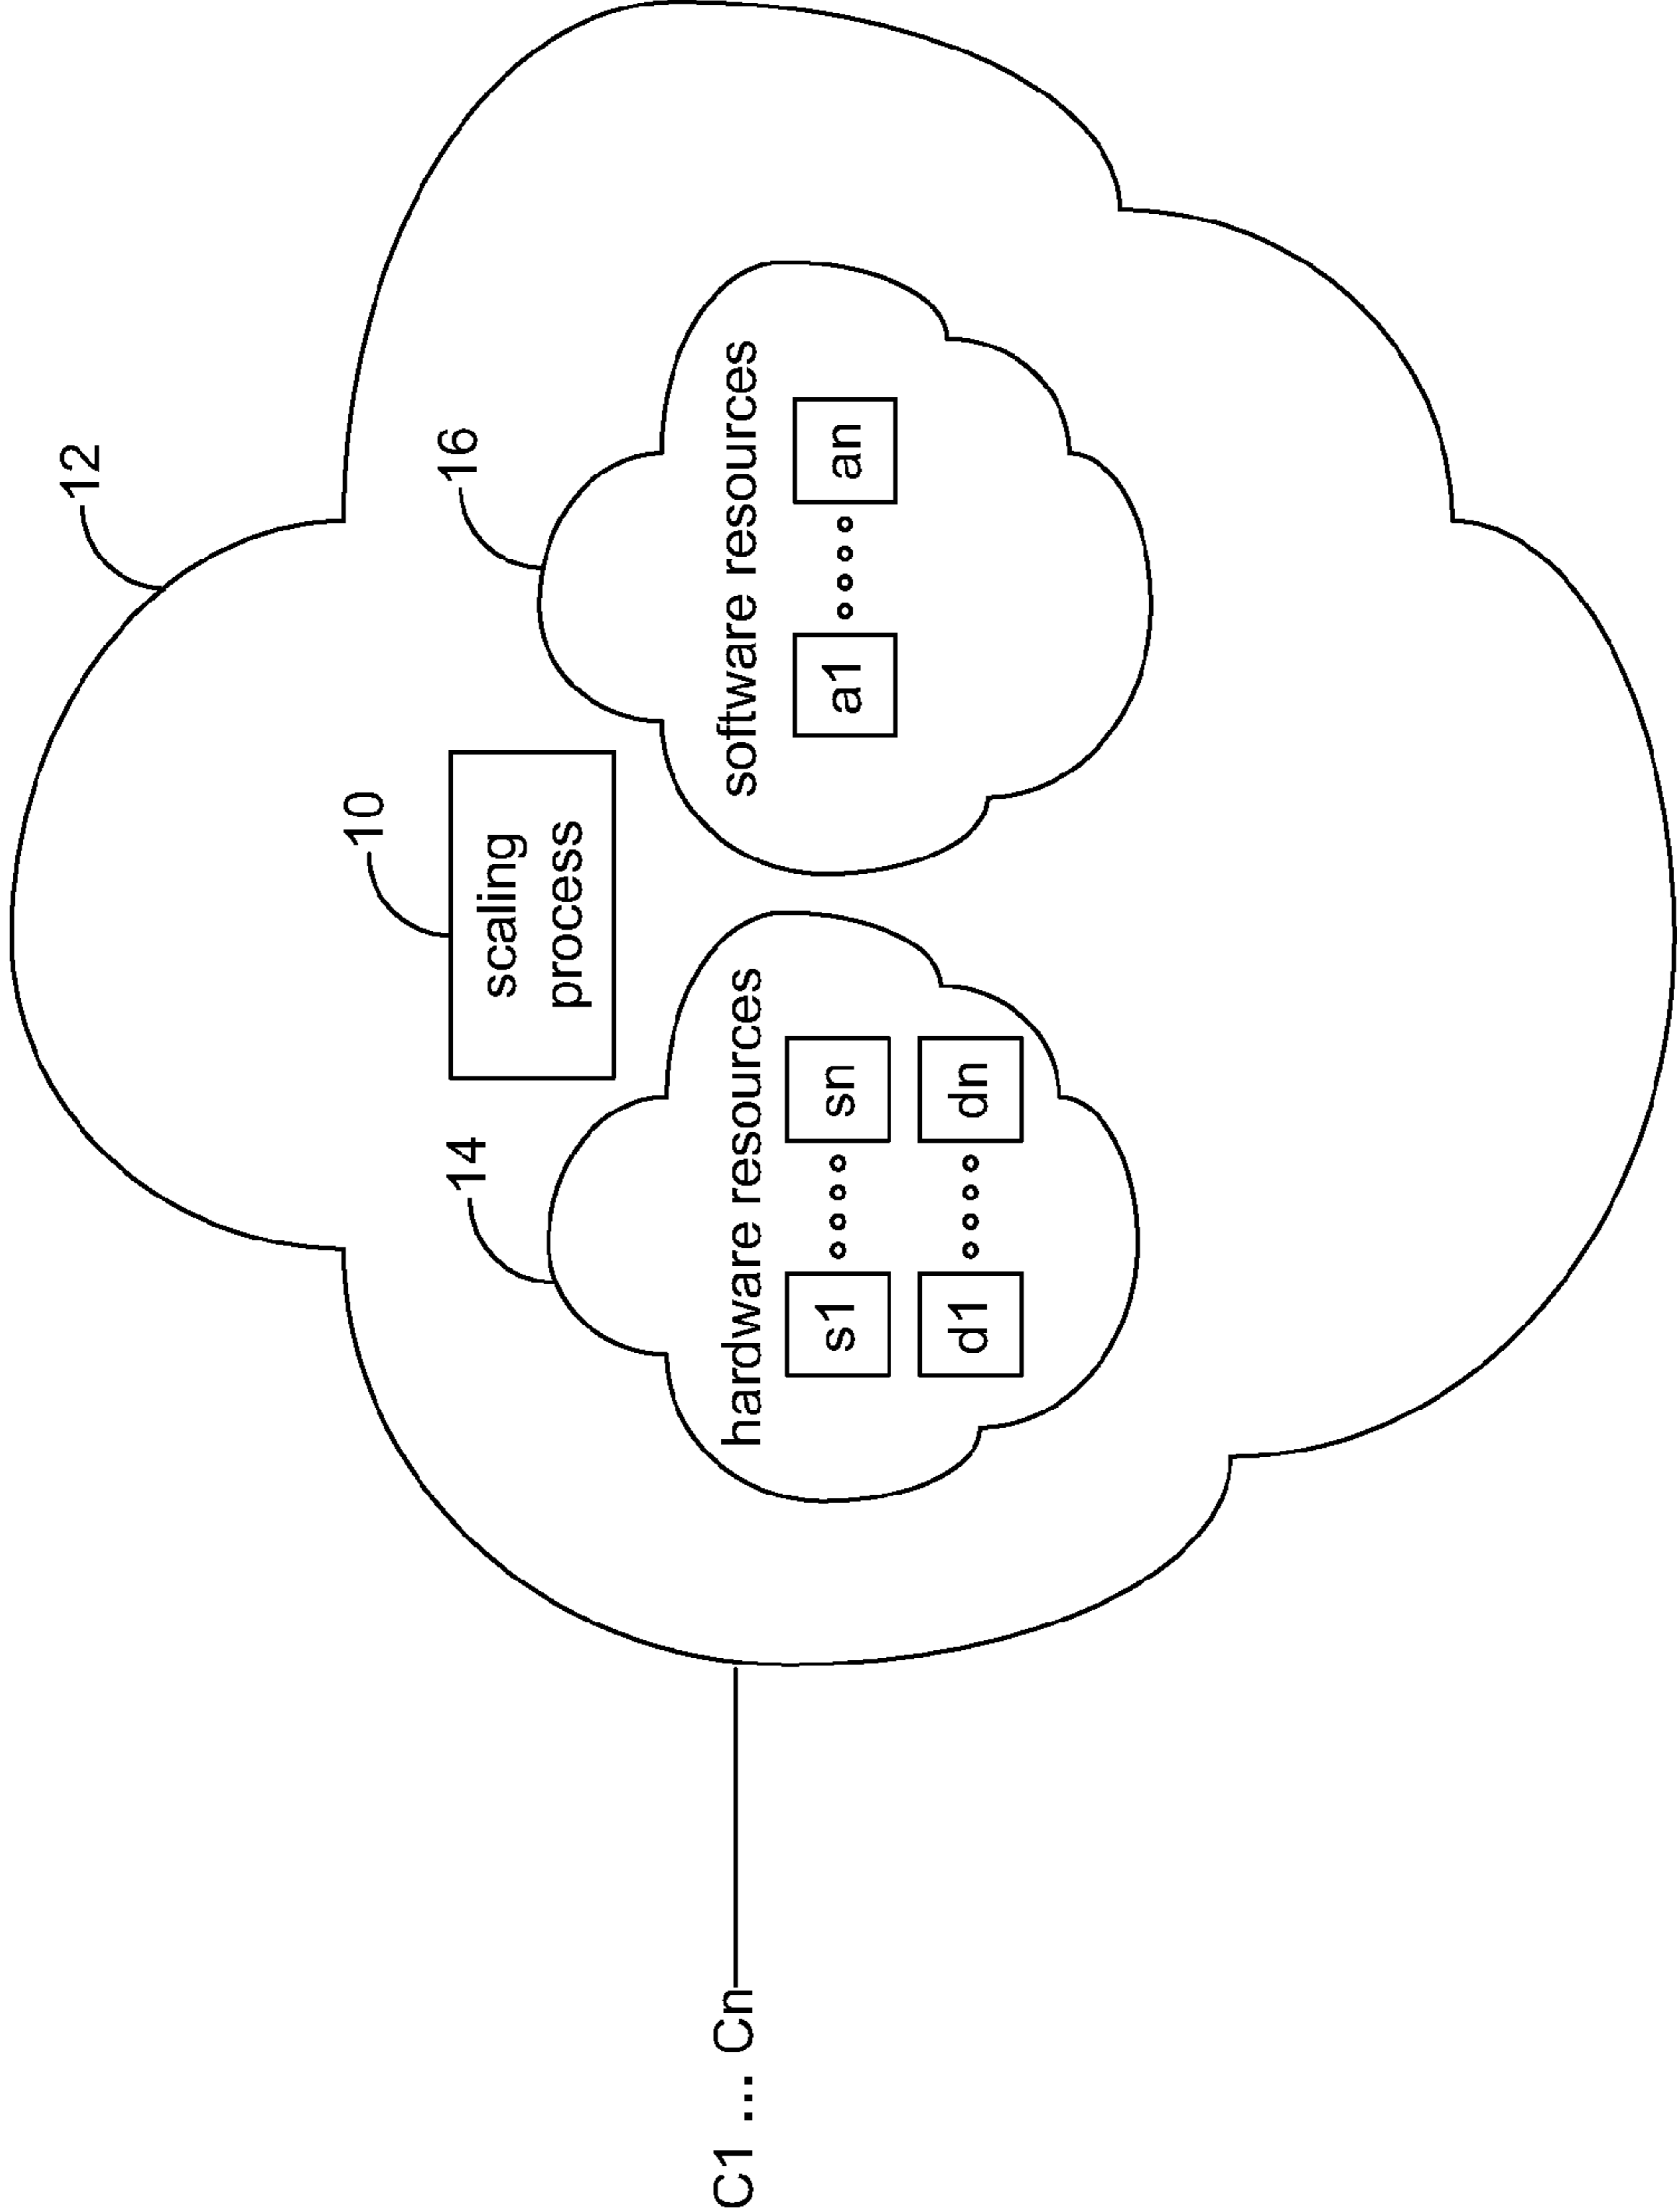 12
10
scaling
process
16
14
hardware resources
s1 sn
d1 dn
software resources
a1 an
C1 ... Cn